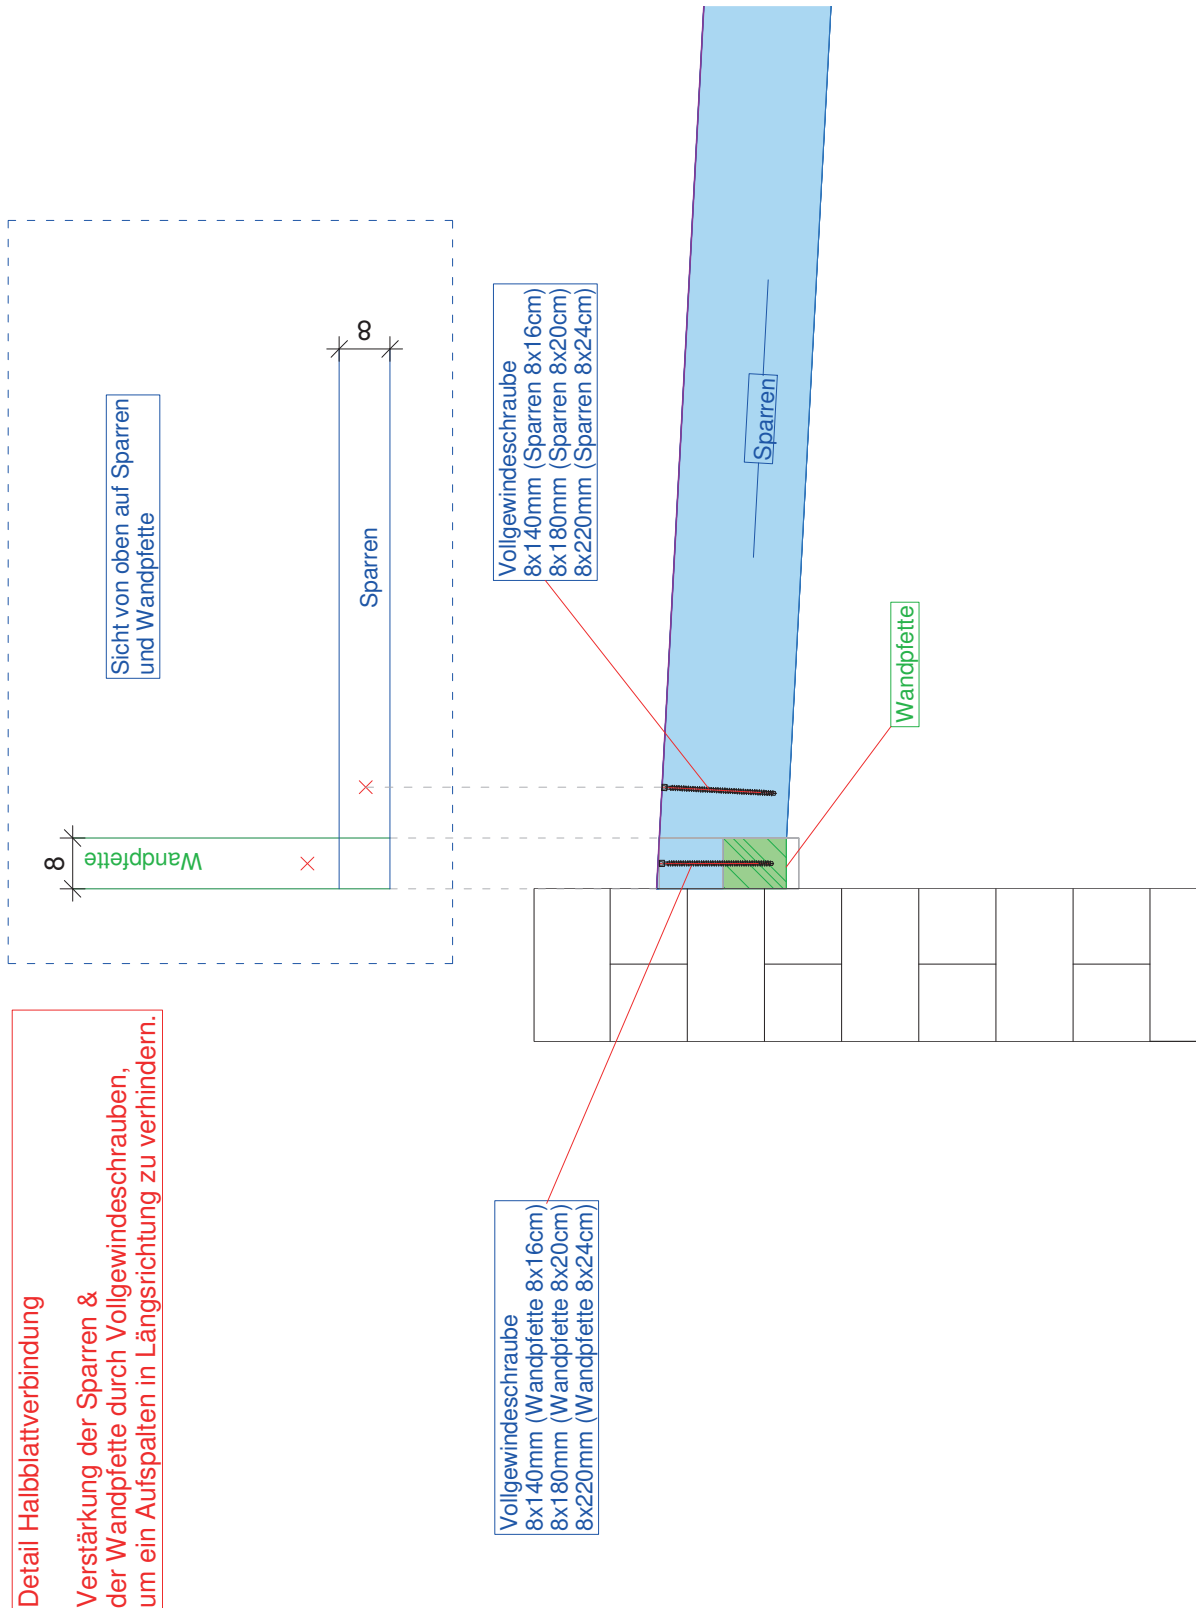 Detail Halbblattverbindung
Verstärkung der Sparren &
der Wandpfette durch Vollgewindeschrauben,
um ein Aufspalten in Längsrichtung zu verhindern.
Sicht von oben auf Sparren
und Wandpfette
8
Wandpfette
Sparren
8
Vollgewindeschraube
8x140mm (Wandpfette 8x16cm)
8x180mm (Wandpfette 8x20cm)
8x220mm (Wandpfette 8x24cm)
Vollgewindeschraube
8x140mm (Sparren 8x16cm)
8x180mm (Sparren 8x20cm)
8x220mm (Sparren 8x24cm)
Sparren
Wandpfette